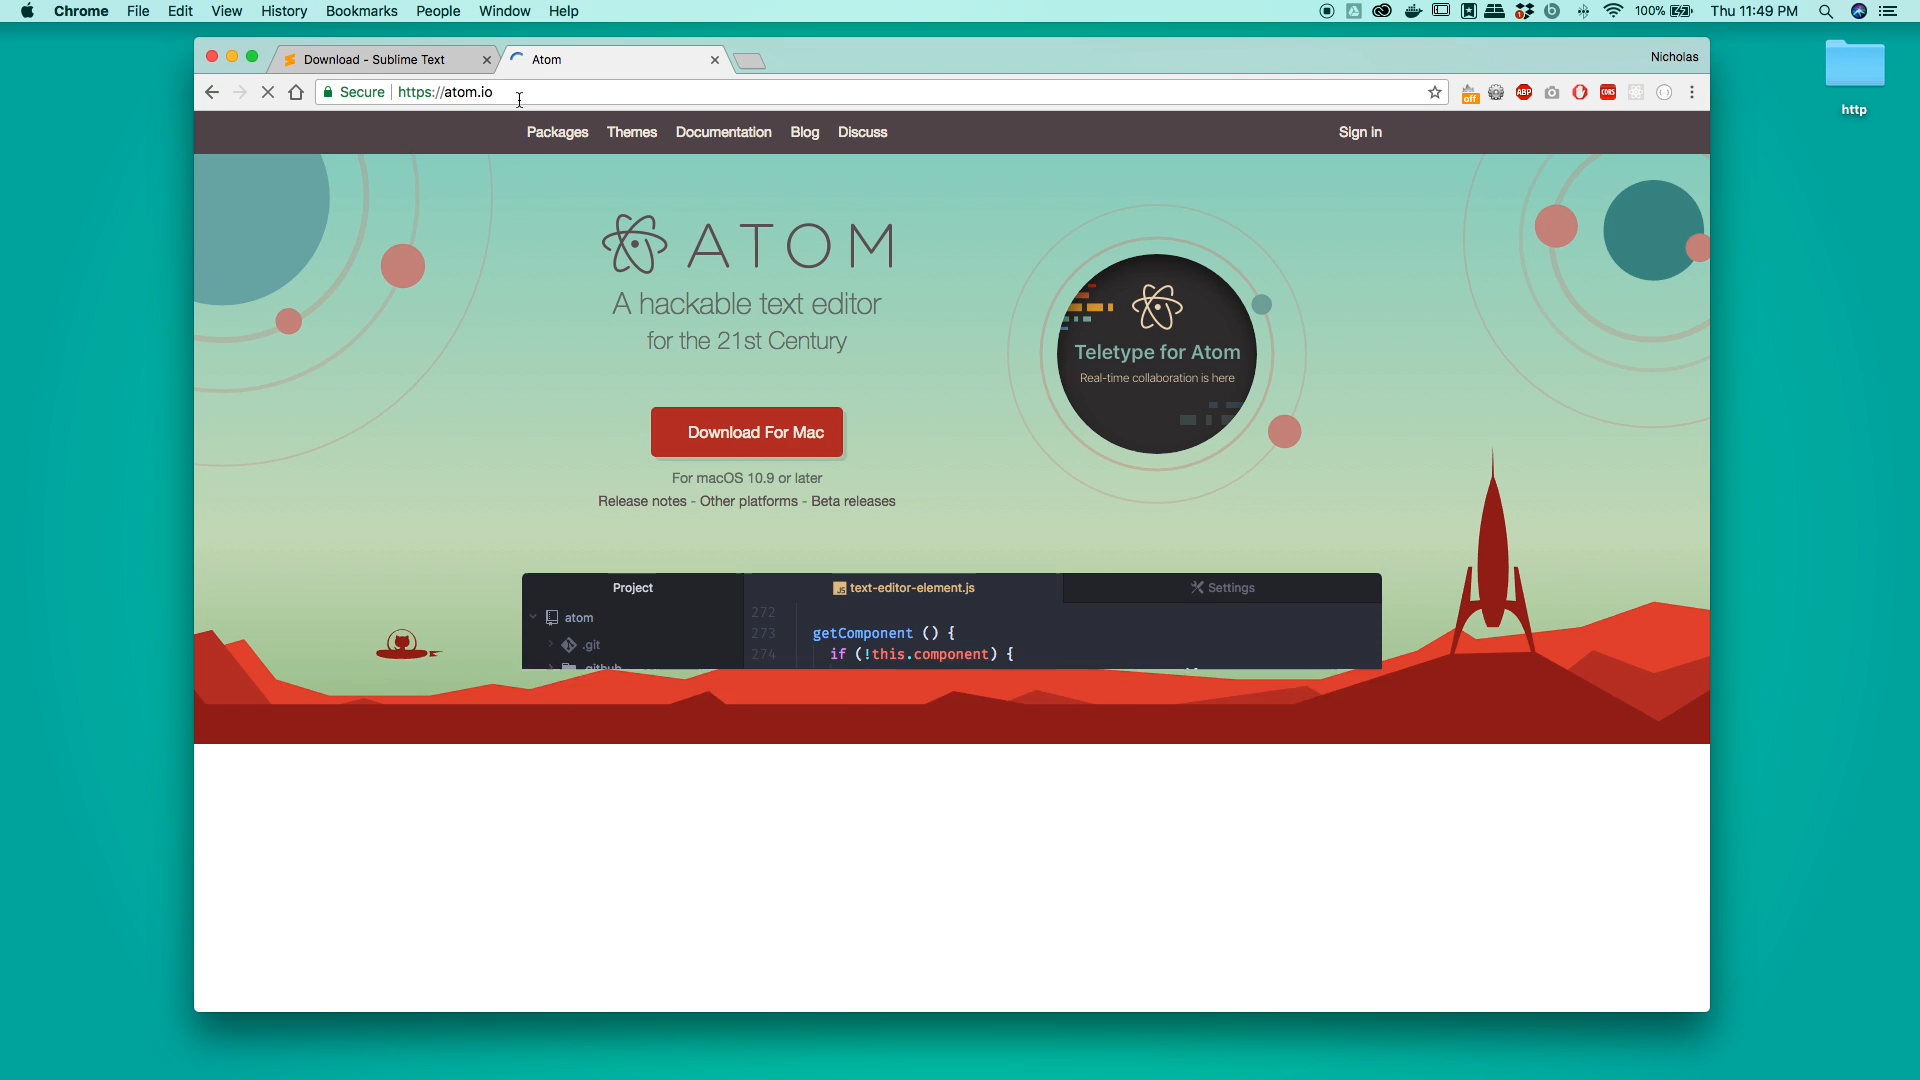 Chrome File Edit View History Bookmarks People Window Help
100% Thu 11:49 PM
Download - Sublime Text
Atom
Nicholas
Secure https://atom.io
off
ABP
CORS
http
Packages Themes Documentation Blog Discuss Sign in
ATOM
A hackable text editor
for the 21st Century
Teletype for Atom
Real-time collaboration is here
Download For Mac
For macOS 10.9 or later
Release notes - Other platforms - Beta releases
Project text-editor-element.js Settings
atom 272
273 getComponent () {
.git
274 if (!this.component) {
.github